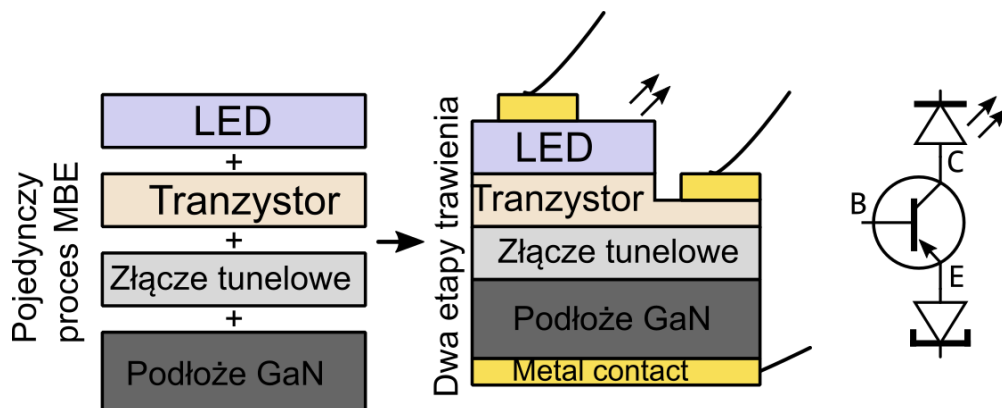 Pojedynczy
proces MBE
LED
+
Tranzystor
+
Złącze tunelowe
+
Podłoże GaN
Dwa etapy trawienia
LED
Tranzystor
Złącze tunelowe
Podłoże GaN
Metal contact
C
B
E